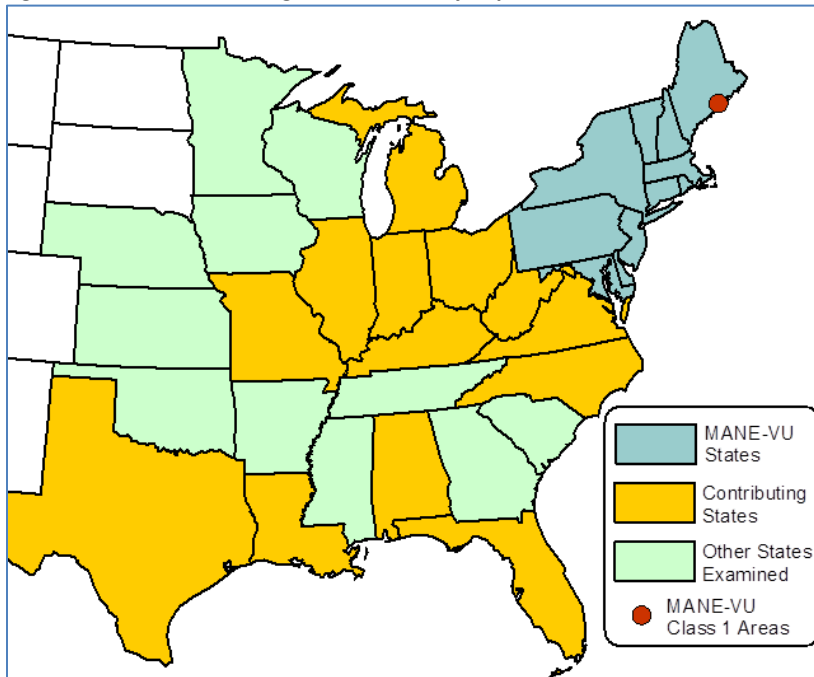 MANE-VU
States
Contributing
States
Other States
Examined
MANE-VU
Class 1 Areas